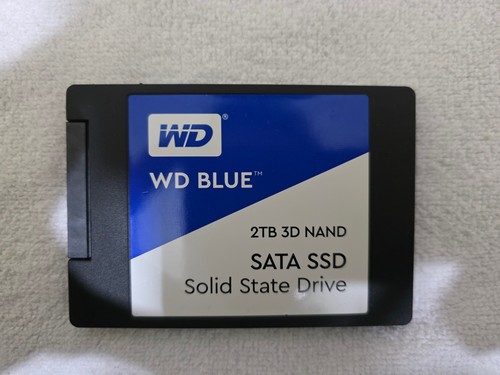 WD®
WD BLUE™
2TB 3D NAND
SATA SSD
Solid State Drive